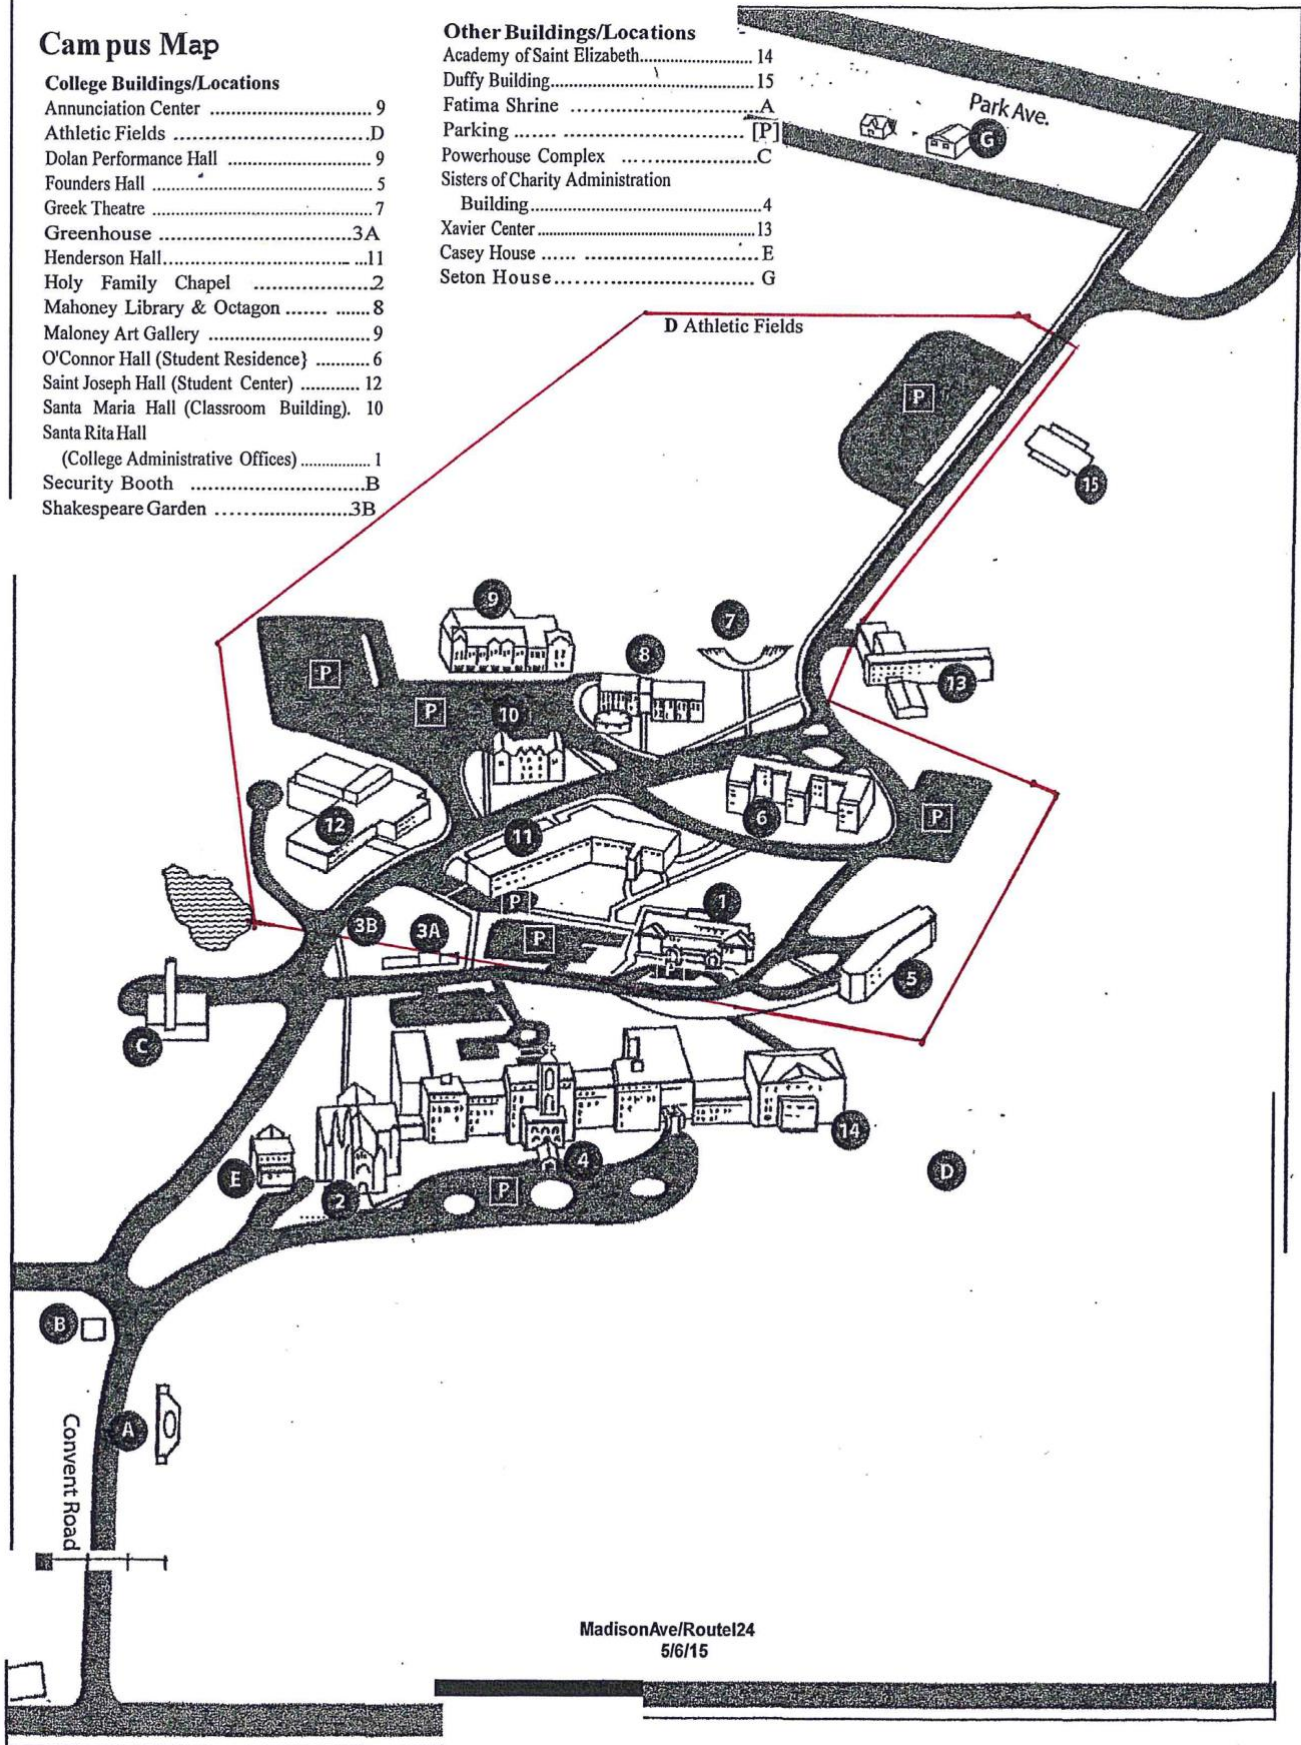 Campus Map
College Buildings/Locations
Annunciation Center ................................ 9
Athletic Fields ..................................D
Dolan Performance Hall ............................ 9
Founders Hall ............................................ 5
Greek Theatre ............................................7
Greenhouse ..............................3A
Henderson Hall.................................... ...11
Holy Family Chapel ..................2
Mahoney Library & Octagon ....... .......8
Maloney Art Gallery ................................ 9
O'Connor Hall (Student Residence} .......... 6
Saint Joseph Hall (Student Center) ............ 12
Santa Maria Hall (Classroom Building). 10
Santa Rita Hall
(College Administrative Offices) ................. 1
Security Booth ...........................B
Shakespeare Garden .....................3B
Other Buildings/Locations
Academy of Saint Elizabeth........................ 14
Duffy Building........................................... 15
Fatima Shrine .............................A
Parking ....... .............................. [P]
Powerhouse Complex .....................C
Sisters of Charity Administration
Building.................................................4
Xavier Center ......................................................13
Casey House ...... ............................ E
Seton House................................. G
Park Ave.
G
D Athletic Fields
P
15
9
7
8
P
13
P
10
12
6
P
11
P
1
3B
3A
P
P
5
C
14
4
E
D
2
P
B
A
Convent Road
MadisonAve/Routel24
5/6/15